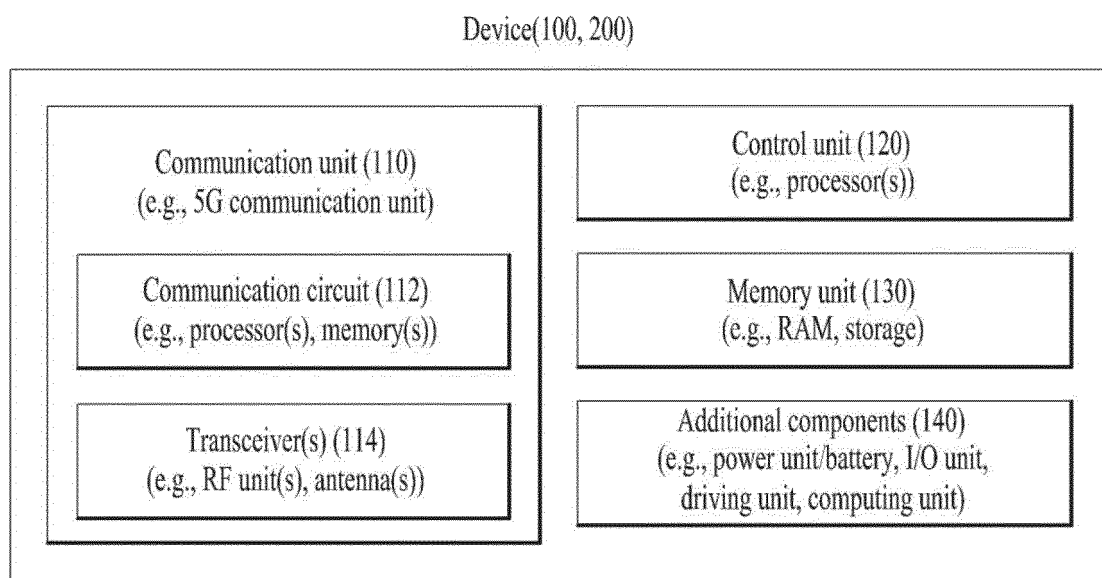 Device(100, 200)
Communication unit (110)
(e.g., 5G communication unit)
Communication circuit (112)
(e.g., processor(s), memory(s))
Transceiver(s) (114)
(e.g., RF unit(s), antenna(s))
Control unit (120)
(e.g., processor(s))
Memory unit (130)
(e.g., RAM, storage)
Additional components (140)
(e.g., power unit/battery, I/O unit,
driving unit, computing unit)